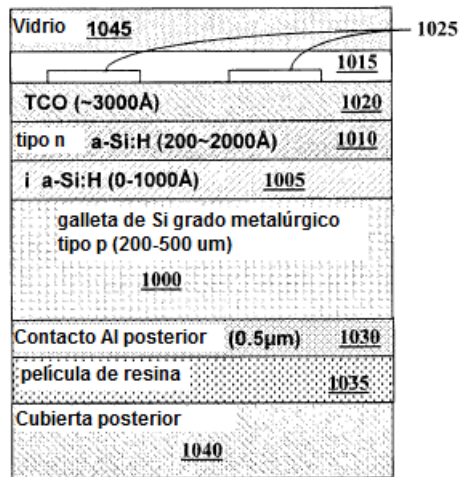 Vidrio 1045
1025
1015
TCO (~3000Å) 1020
tipo n a-Si:H (200~2000Å) 1010
i a-Si:H (0-1000Å) 1005
galleta de Si grado metalúrgico
tipo p (200-500 um)
1000
Contacto Al posterior (0.5µm) 1030
película de resina 1035
Cubierta posterior
1040